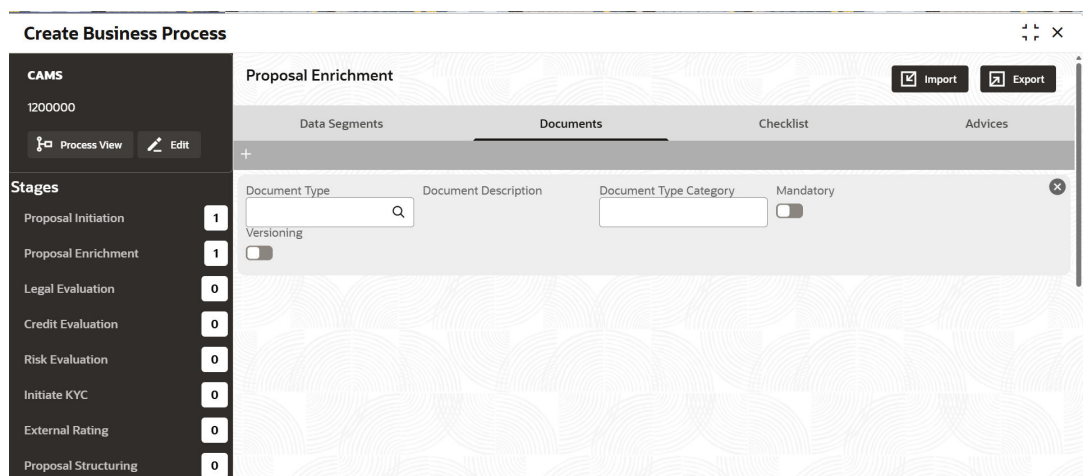 Create Business Process
CAMS
1200000
Process View Edit
Stages
Proposal Initiation 1
Proposal Enrichment 1
Legal Evaluation 0
Credit Evaluation 0
Risk Evaluation 0
Initiate KYC 0
External Rating 0
Proposal Structuring 0
Proposal Enrichment
Import Export
Data Segments Documents Checklist Advices
+
Document Type Document Description Document Type Category Mandatory
Versioning